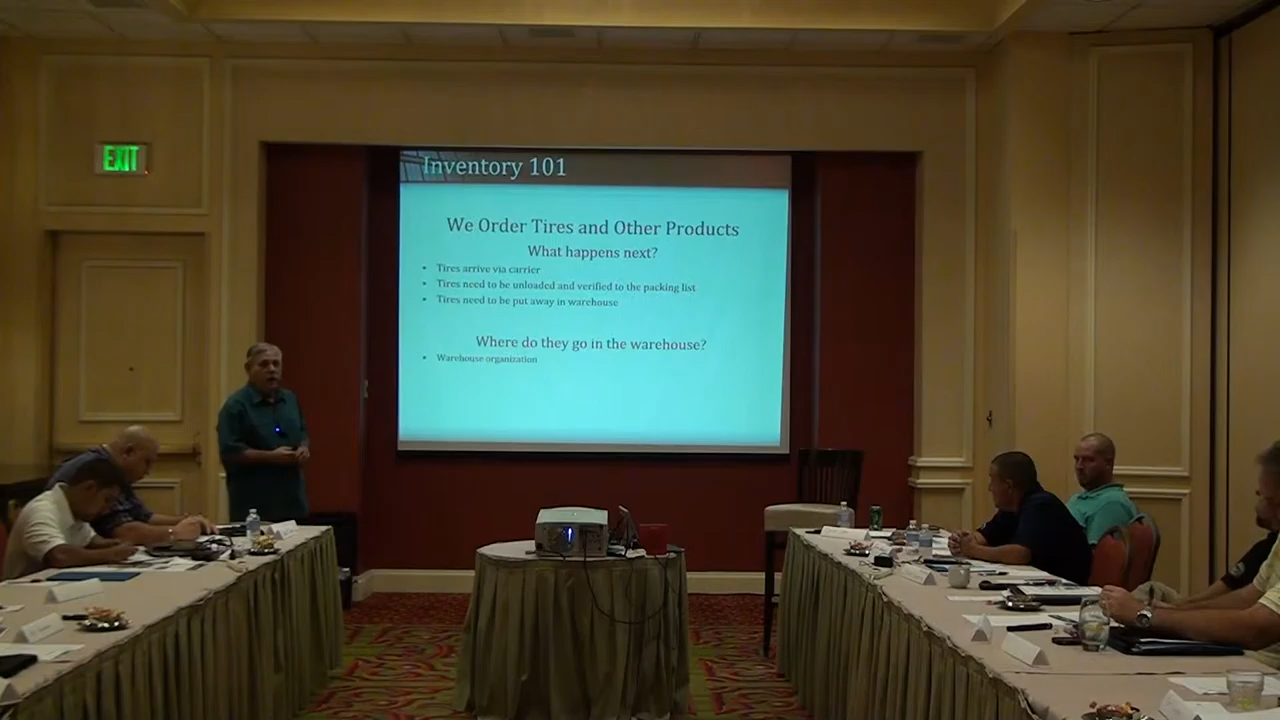 EXIT
Inventory 101
We Order Tires and Other Products
What happens next?
• Tires arrive via carrier
• Tires need to be unloaded and verified to the packing list
• Tires need to be put away in warehouse
Where do they go in the warehouse?
• Warehouse organization